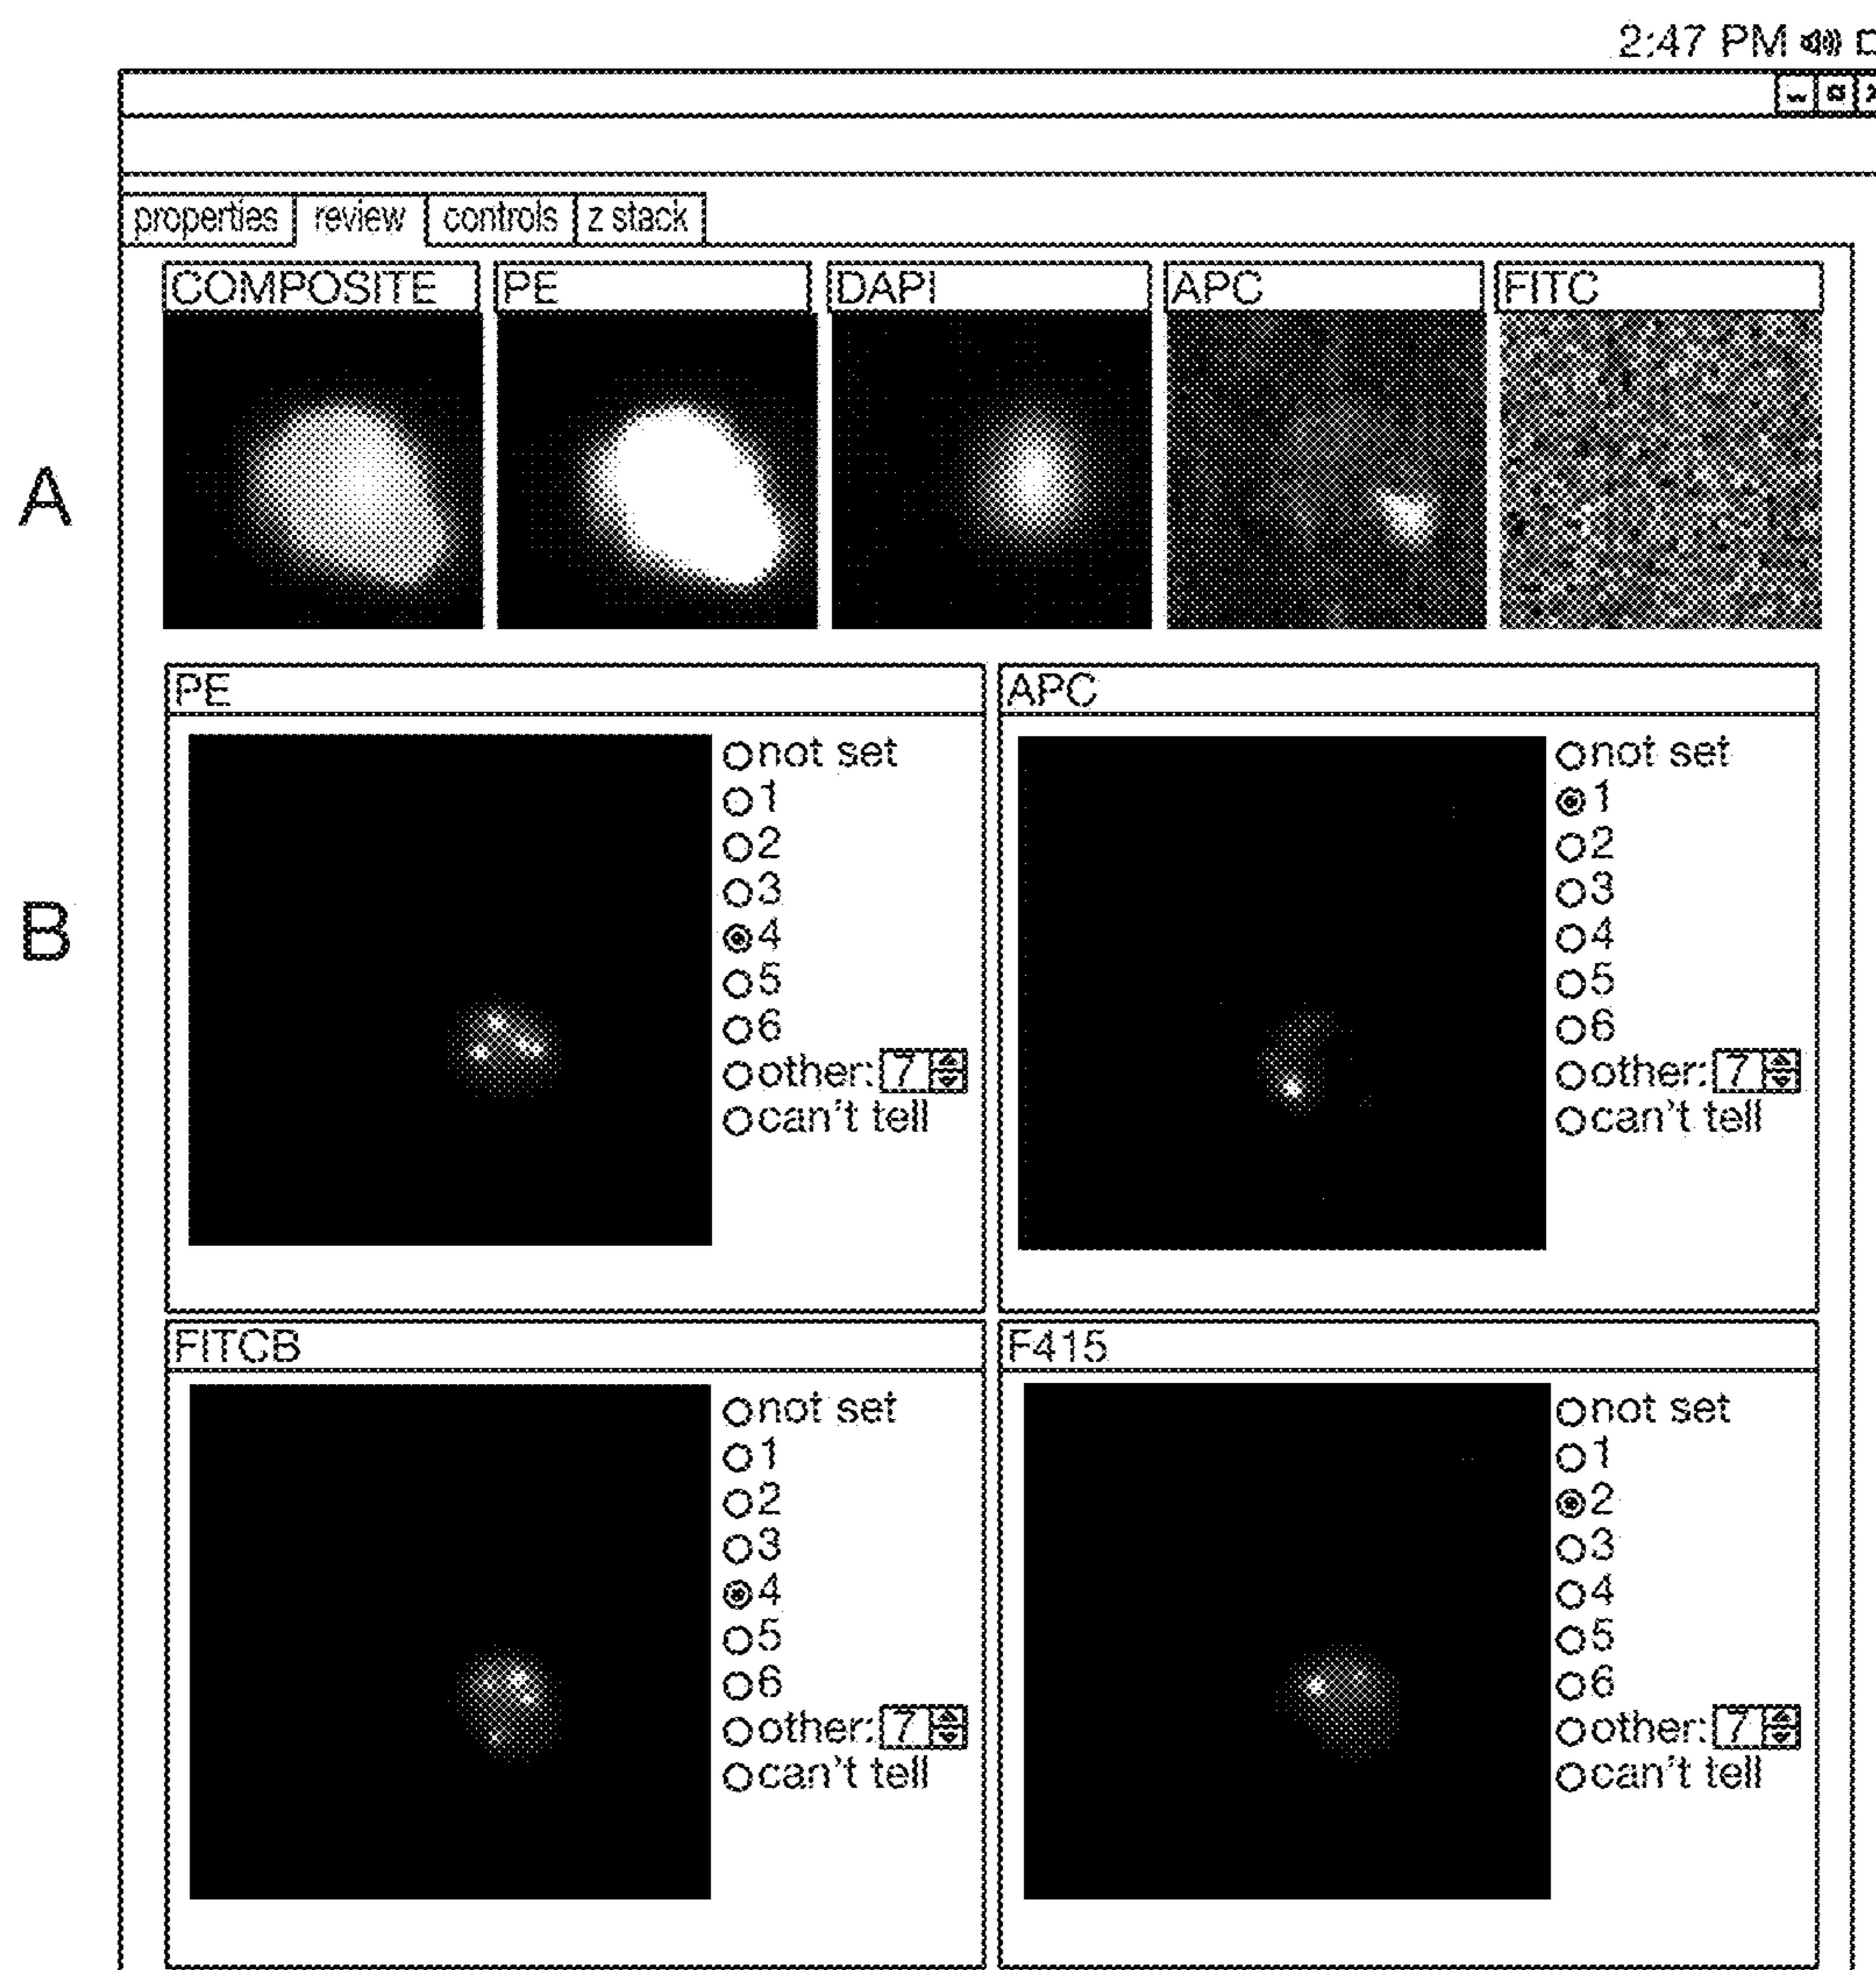 2:47 PM
properties review controls z stack
COMPOSITE PE DAPI APC FITC
A
B
PE
not set
1
2
3
4
5
6
other: 7
can't tell
APC
not set
1
2
3
4
5
6
other: 7
can't tell
FITCB
not set
1
2
3
4
5
6
other: 7
can't tell
F415
not set
1
2
3
4
5
6
other: 7
can't tell